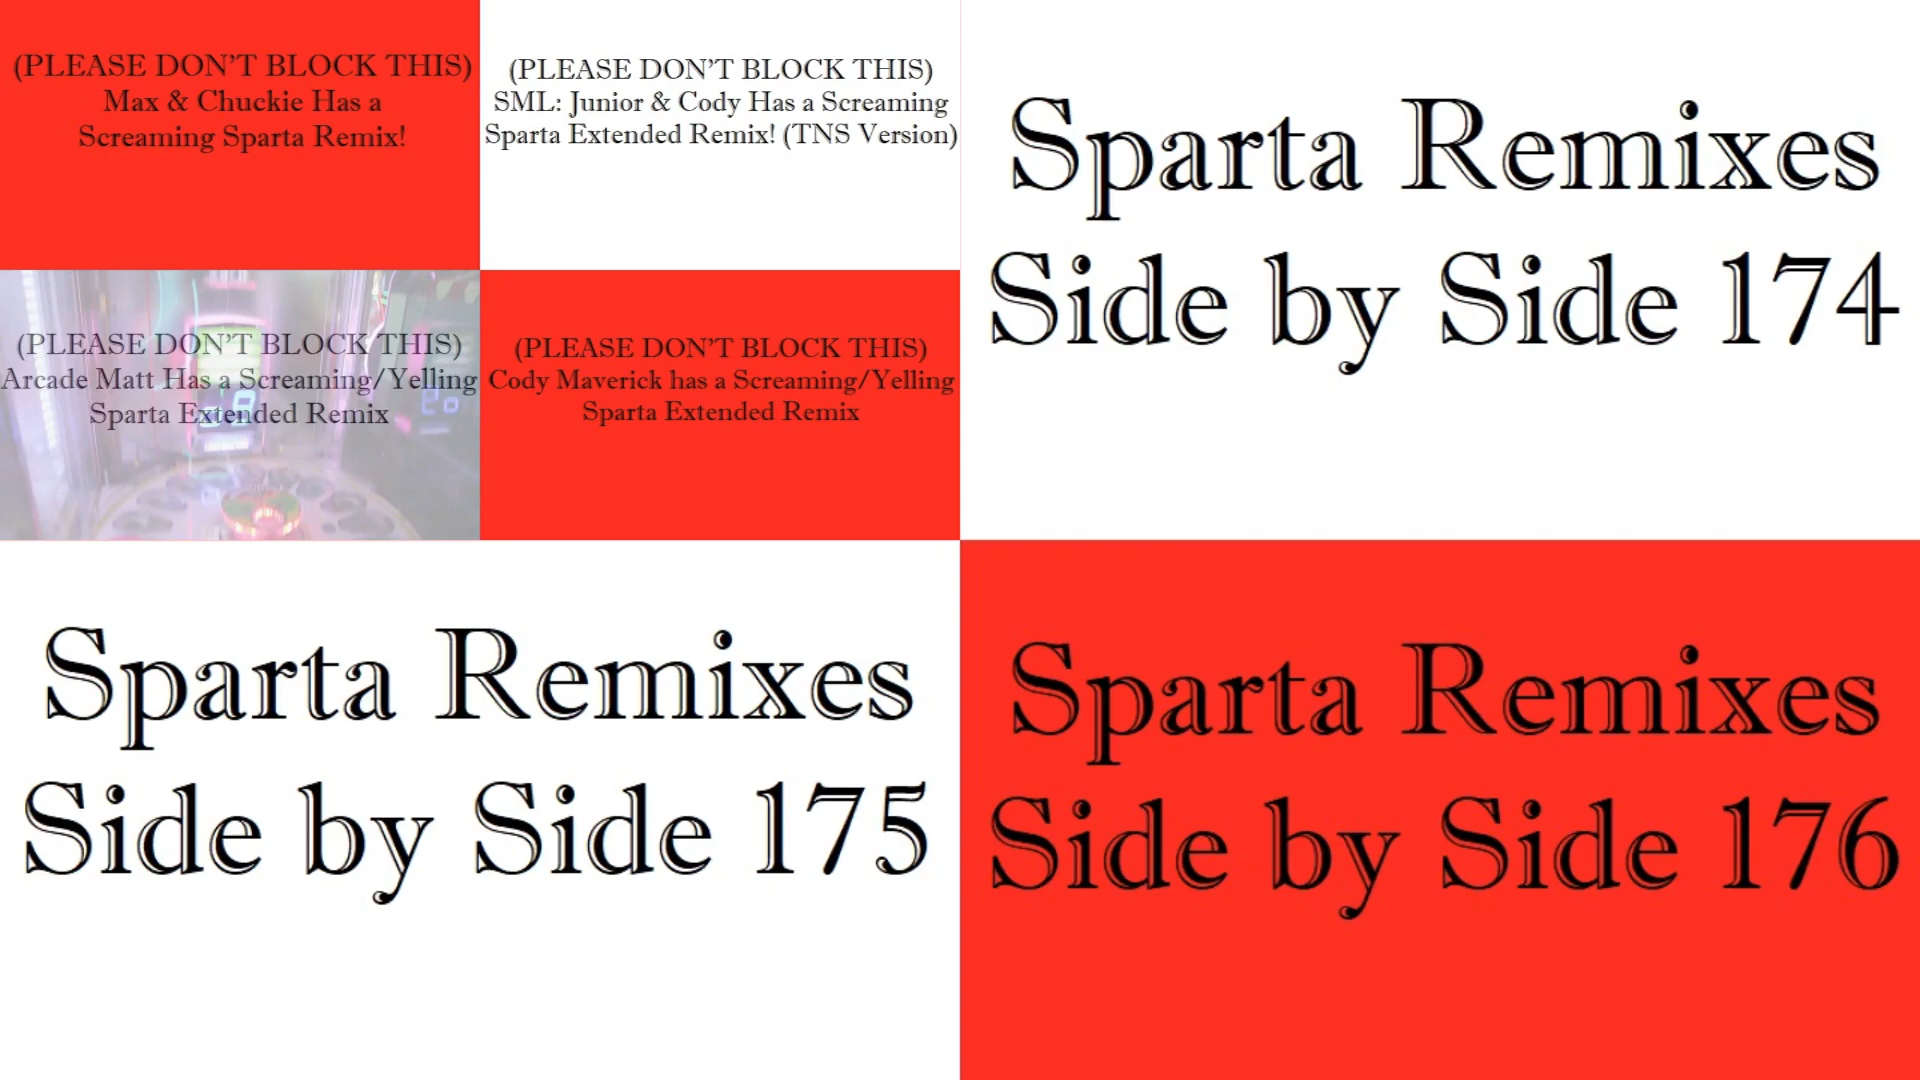 (PLEASE DON'T BLOCK THIS)
Max & Chuckie Has a
Screaming Sparta Remix!
(PLEASE DON'T BLOCK THIS)
SML: Junior & Cody Has a Screaming
Sparta Extended Remix! (TNS Version)
(PLEASE DON'T BLOCK THIS)
Arcade Matt Has a Screaming/Yelling
Sparta Extended Remix
(PLEASE DON'T BLOCK THIS)
Cody Maverick has a Screaming/Yelling
Sparta Extended Remix
Sparta Remixes
Side by Side 174
Sparta Remixes
Side by Side 175
Sparta Remixes
Side by Side 176